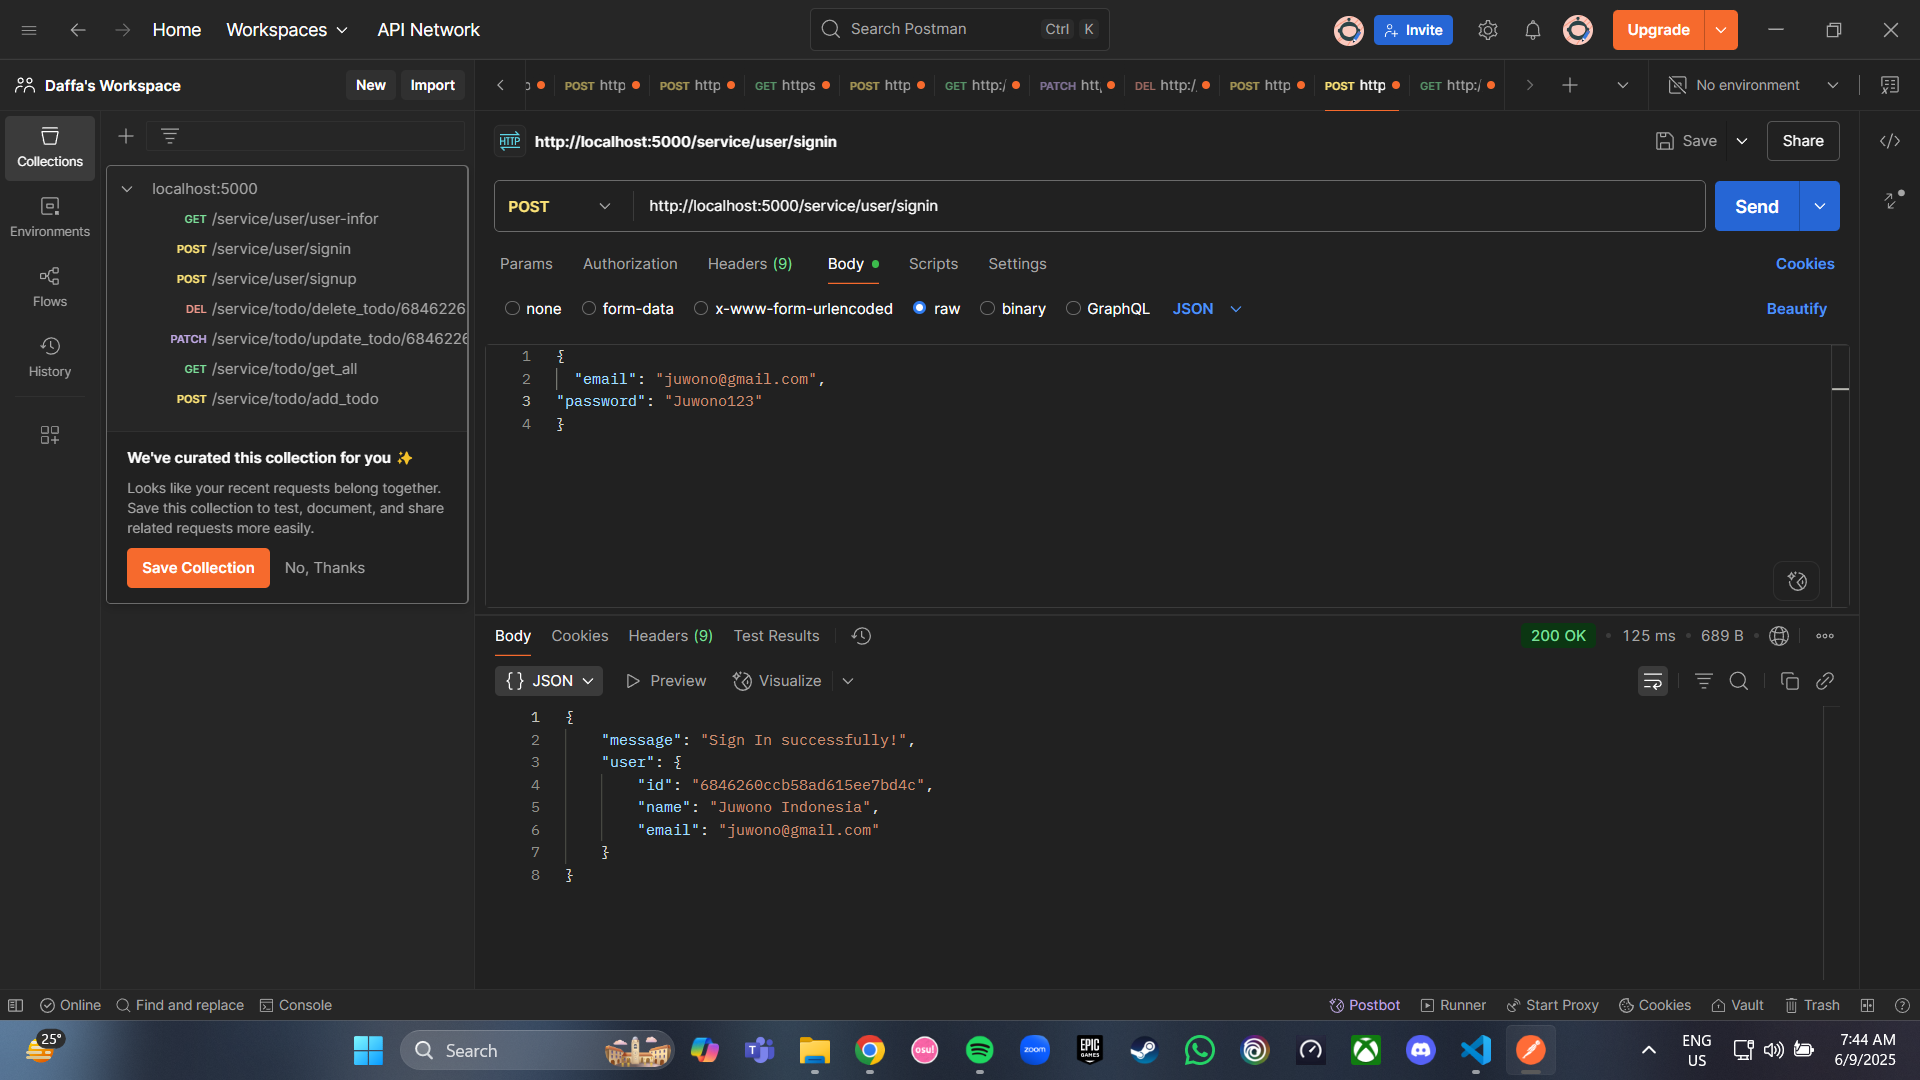 Home
Workspaces
API Network
Search Postman
Ctrl K
Invite
Upgrade
Daffa's Workspace
New
Import
POST http
POST http
GET https
POST http
GET http:/
PATCH htt
DEL http:/
POST http
POST http
GET http:/
No environment
Collections
Environments
Flows
History
localhost:5000
GET /service/user/user-infor
POST /service/user/signin
POST /service/user/signup
DEL /service/todo/delete_todo/6846226
PATCH /service/todo/update_todo/6846226
GET /service/todo/get_all
POST /service/todo/add_todo
We've curated this collection for you ✨
Looks like your recent requests belong together.
Save this collection to test, document, and share
related requests more easily.
Save Collection
No, Thanks
HTTP
http://localhost:5000/service/user/signin
Save
Share
POST
http://localhost:5000/service/user/signin
Send
Params
Authorization
Headers (9)
Body
Scripts
Settings
Cookies
none
form-data
x-www-form-urlencoded
raw
binary
GraphQL
JSON
Beautify
1 {
2 "email": "juwono@gmail.com",
3 "password": "Juwono123"
4 }
Body
Cookies
Headers (9)
Test Results
200 OK
125 ms
689 B
{} JSON
Preview
Visualize
1 {
2 "message": "Sign In successfully!",
3 "user": {
4 "id": "6846260ccb58ad615ee7bd4c",
5 "name": "Juwono Indonesia",
6 "email": "juwono@gmail.com"
7 }
8 }
Online
Find and replace
Console
Postbot
Runner
Start Proxy
Cookies
Vault
Trash
25°
Search
osu!
zoom
EPIC
GAMES
ENG
US
7:44 AM
6/9/2025